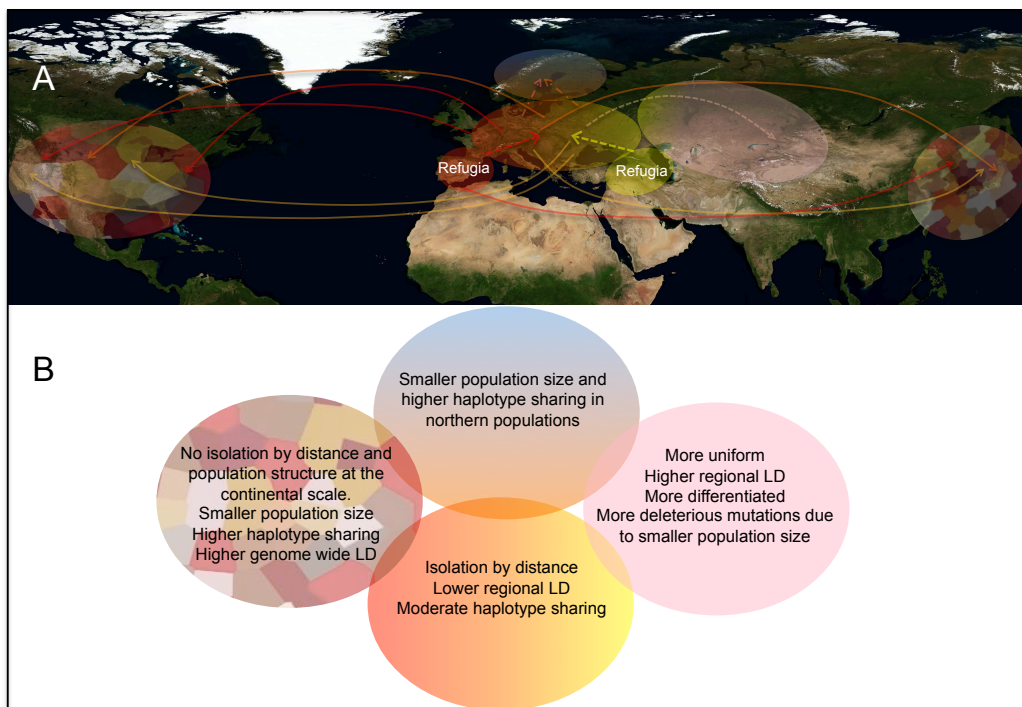 A
Refugia
Refugia
B
Smaller population size and
higher haplotype sharing in
northern populations
No isolation by distance and
population structure at the
continental scale.
Smaller population size
Higher haplotype sharing
Higher genome wide LD
More uniform
Higher regional LD
More differentiated
More deleterious mutations due
to smaller population size
Isolation by distance
Lower regional LD
Moderate haplotype sharing